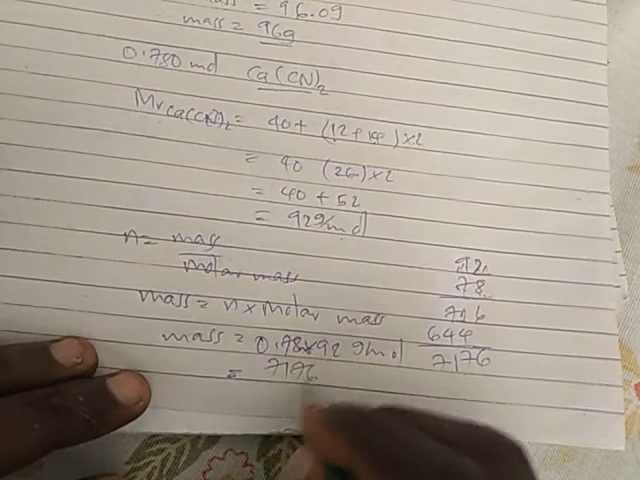 = 96.09
mass = 96g
0.780 mol Ca(CN)2
Mr Ca(CN)2 = 40 + (12 + 14) x 2
= 40 (26) x 2
= 40 + 52
= 92g/mol
n = mass
molar mass
mass = n x molar mass
mass = 0.78 x 92 g/mol
= 7176
92
78
736
644
7176